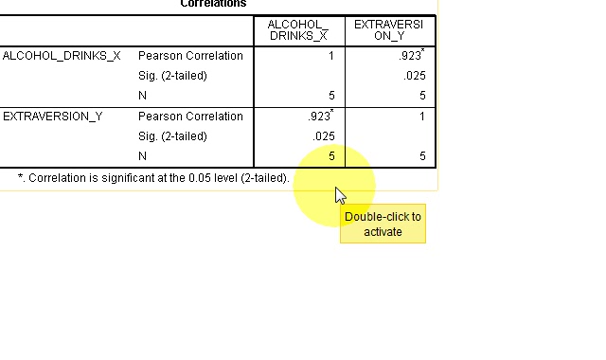 Correlations
ALCOHOL_ EXTRAVERSI
DRINKS_X ON_Y
ALCOHOL_DRINKS_X Pearson Correlation 1 .923*
Sig. (2-tailed) .025
N 5 5
EXTRAVERSION_Y Pearson Correlation .923* 1
Sig. (2-tailed) .025
N 5 5
*. Correlation is significant at the 0.05 level (2-tailed).
Double-click to
activate